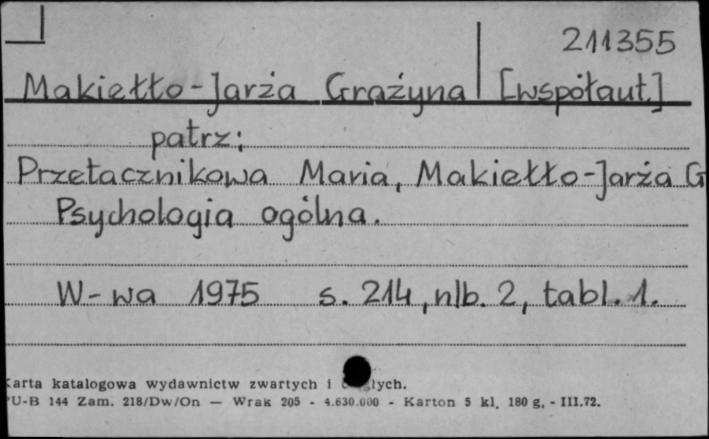 211355
Makiełło-Jarża Grażyna [współaut.]
patrz:
Przetacznikowa Maria, Makiełło-Jarża G
Psychologia ogólna.
W-wa 1975 s. 214, nlb. 2, tabl. 1.
Karta katalogowa wydawnictw zwartych i
PU-B 144 Zam. 218/Dw/On — Wrak 205 - 4.630.000 - Karton 5 kl. 180 g. - III.72.